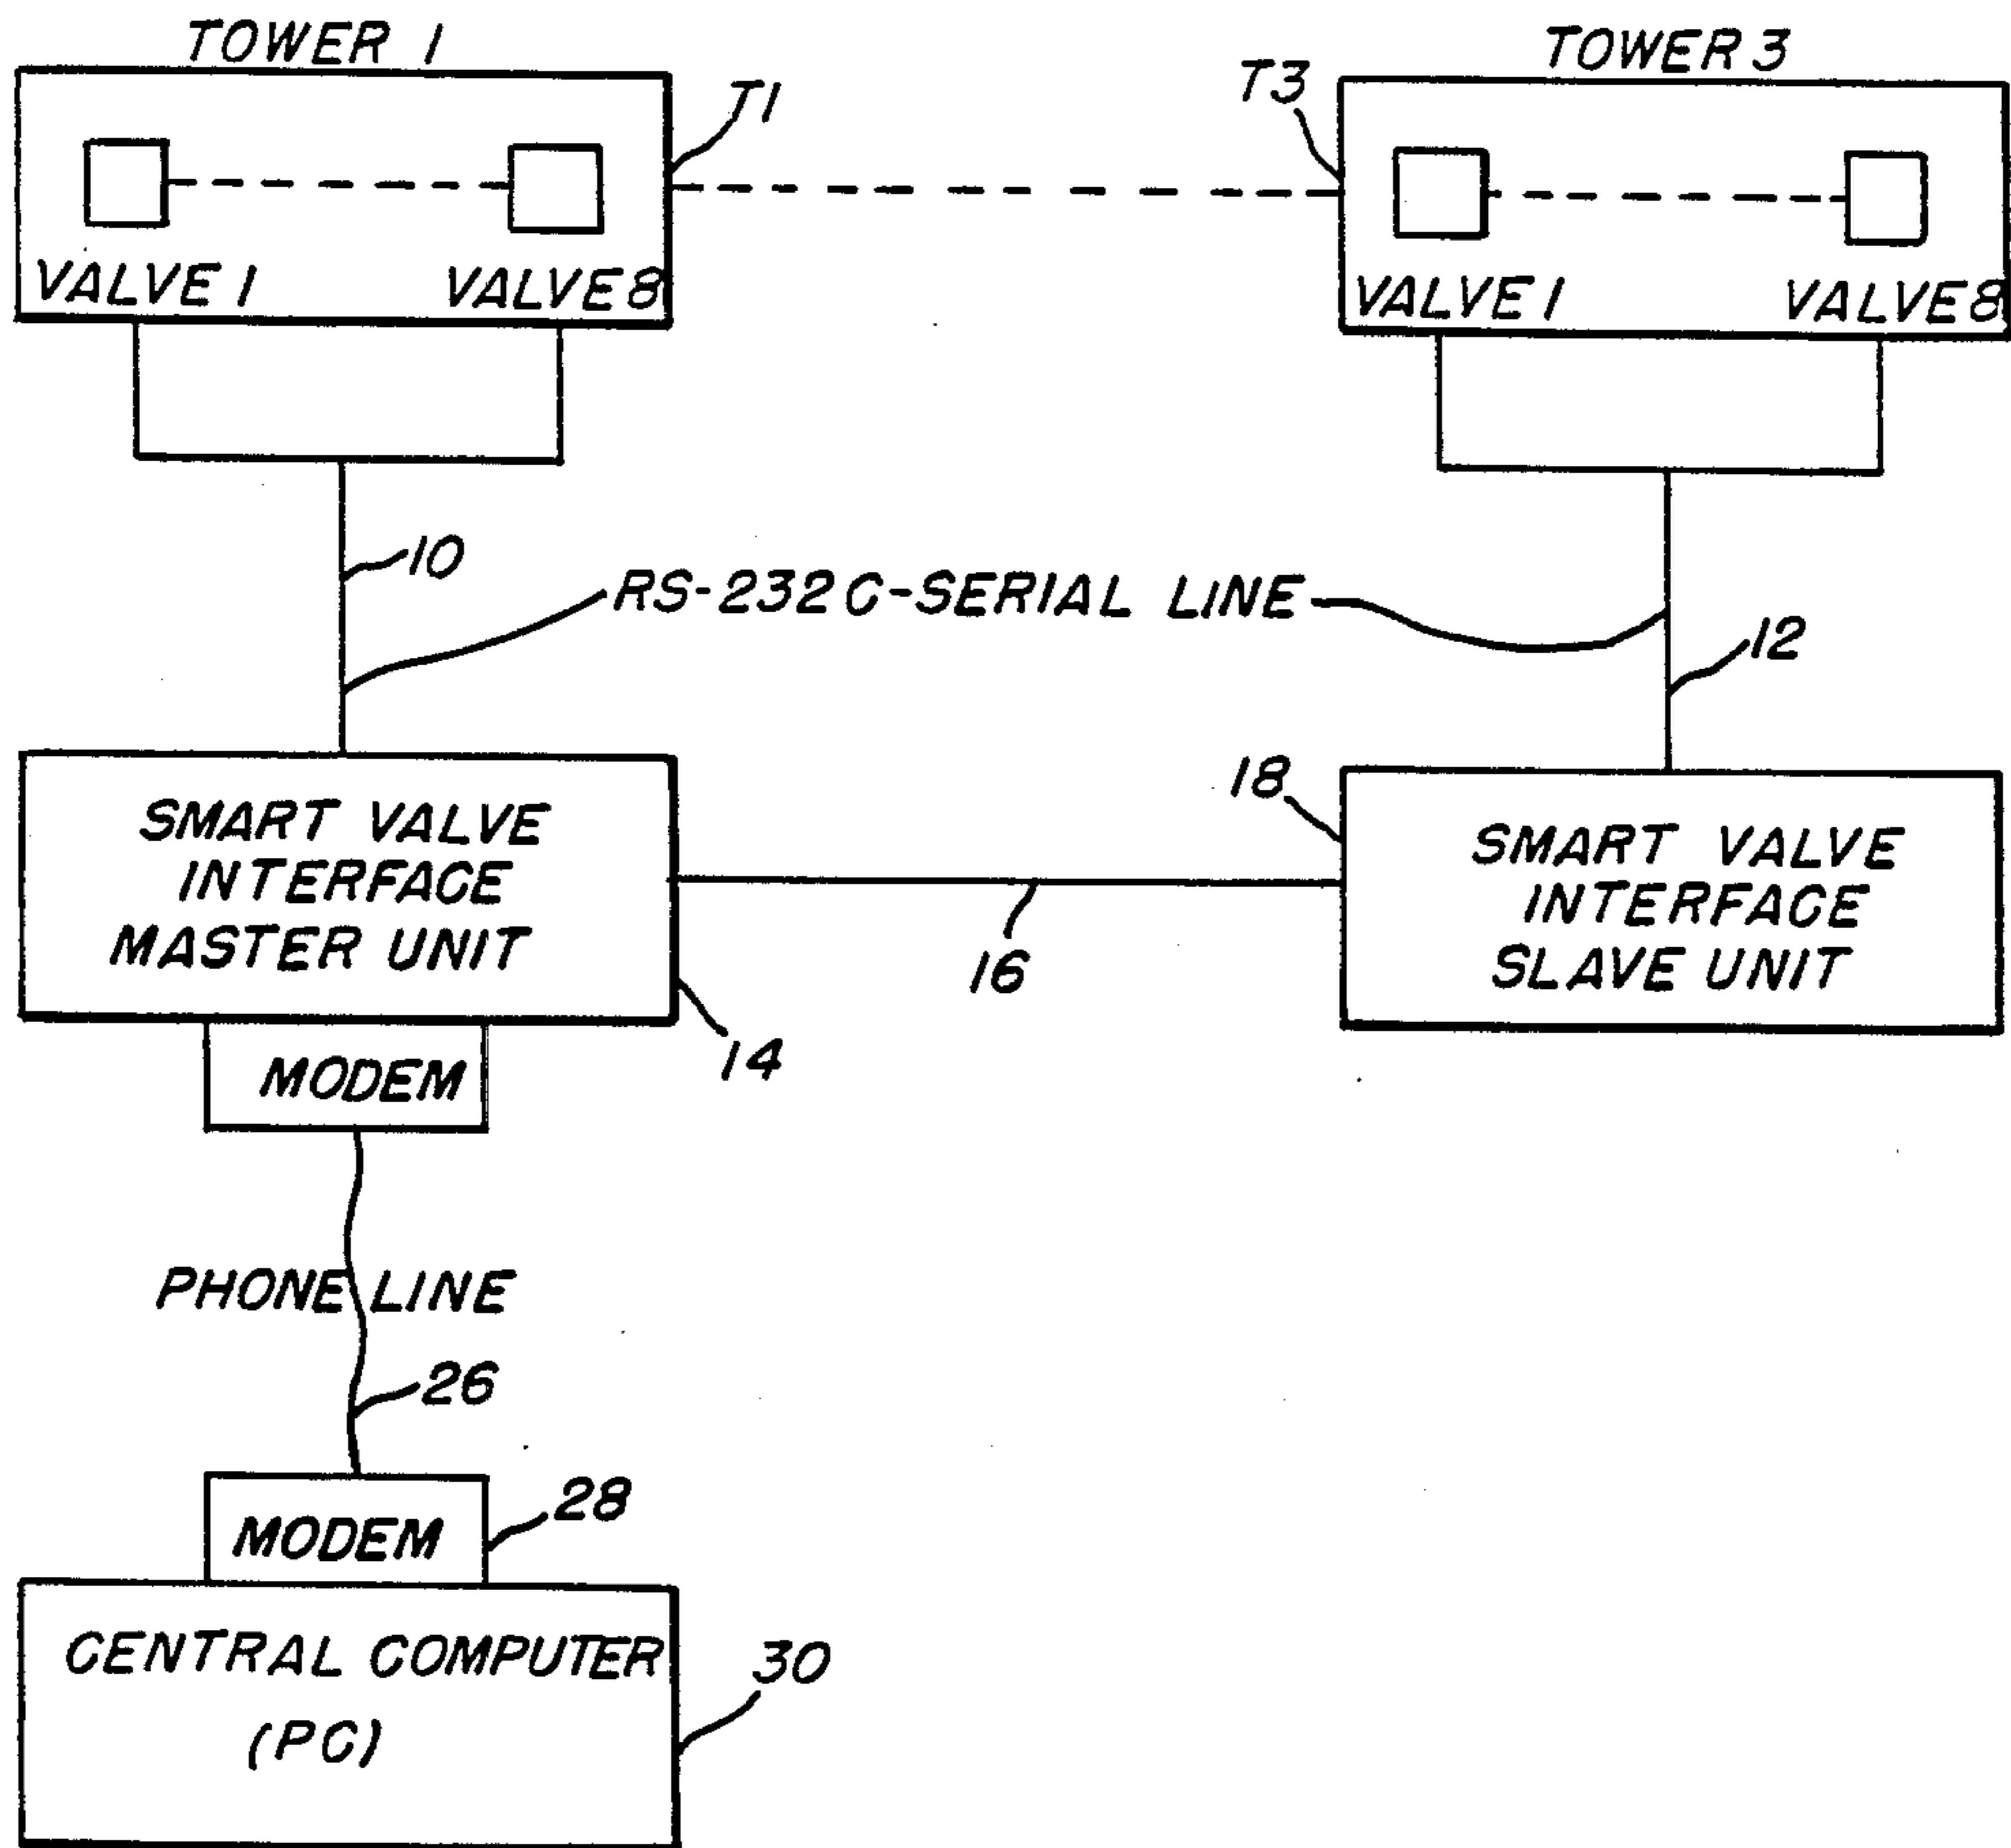 TOWER 1
TOWER 3
T1
T3
VALVE 1
VALVE 8
VALVE 1
VALVE 8
10
RS-232 C-SERIAL LINE
12
18
SMART VALVE
INTERFACE
MASTER UNIT
SMART VALVE
INTERFACE
SLAVE UNIT
16
14
MODEM
PHONE LINE
26
28
MODEM
CENTRAL COMPUTER
(PC)
30